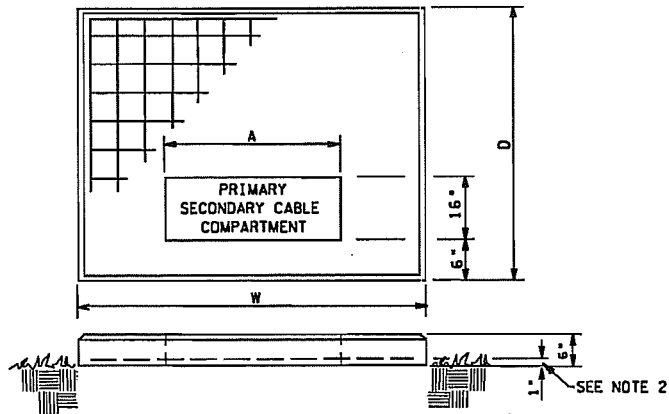 A
D
PRIMARY
SECONDARY CABLE
COMPARTMENT
16"
6"
W
6"
1"
SEE NOTE 2